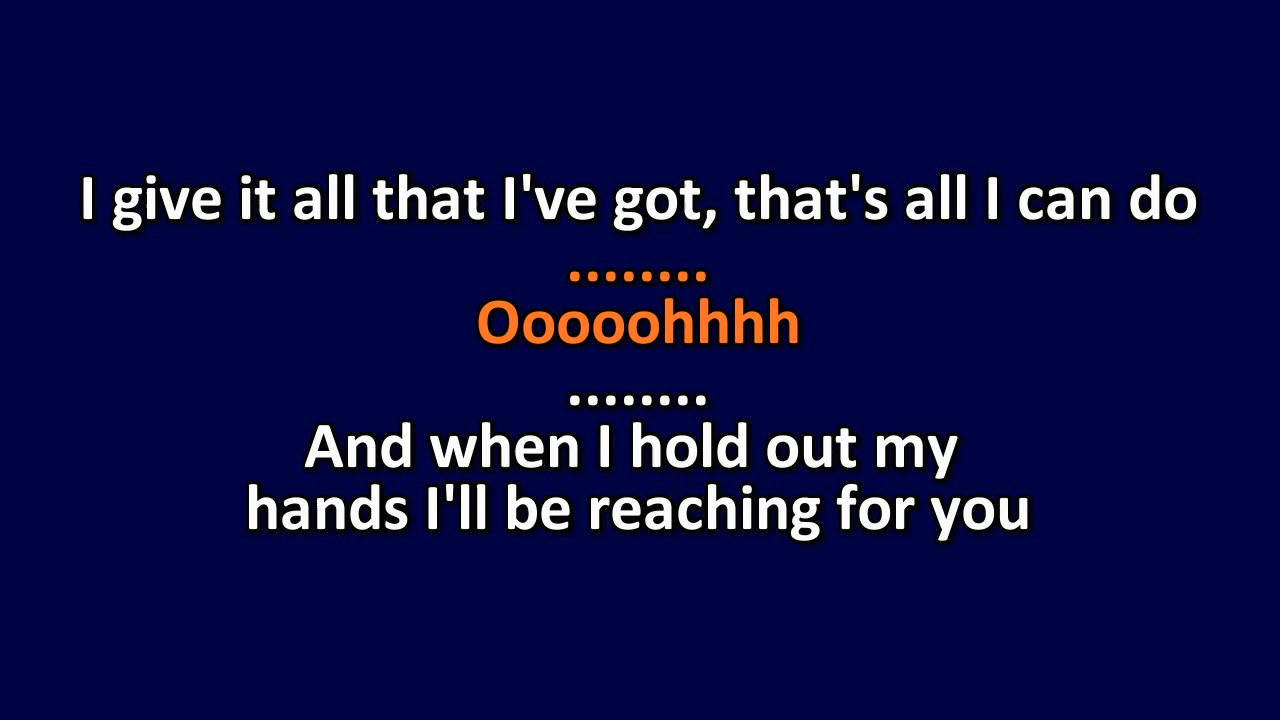 I give it all that I've got, that's all I can do
........
Ooooohhhh
........
And when I hold out my
hands I'll be reaching for you